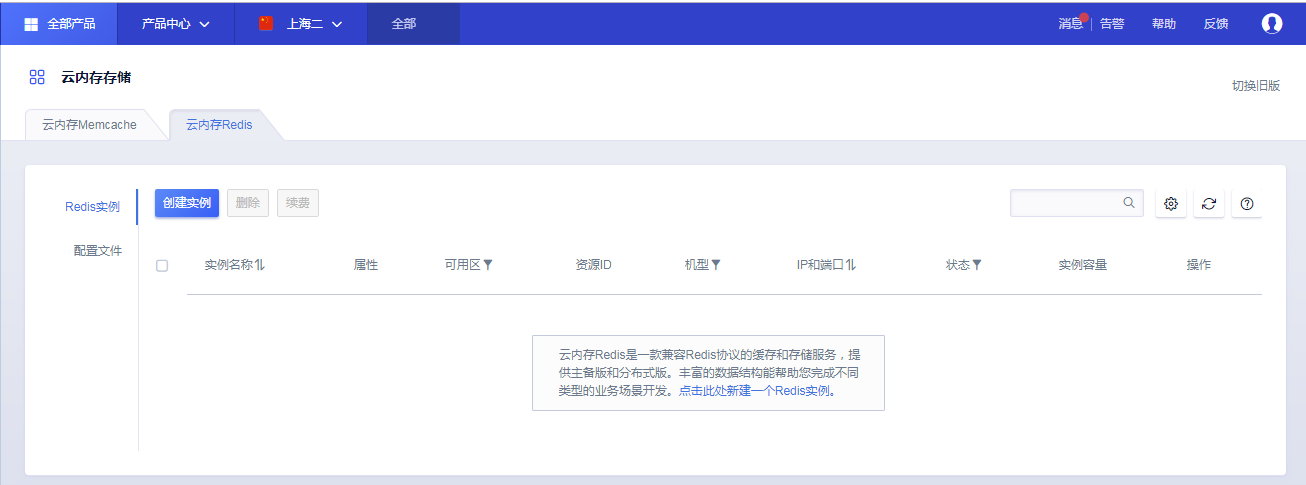 全部产品 产品中心 上海二 全部 消息 告警 帮助 反馈
云内存存储
切换旧版
云内存Memcache 云内存Redis
Redis实例 创建实例 删除 续费
配置文件
实例名称 属性 可用区 资源ID 机型 IP和端口 状态 实例容量 操作
云内存Redis是一款兼容Redis协议的缓存和存储服务，提
供主备版和分布式版。丰富的数据结构能帮助您完成不同
类型的业务场景开发。点击此处新建一个Redis实例。